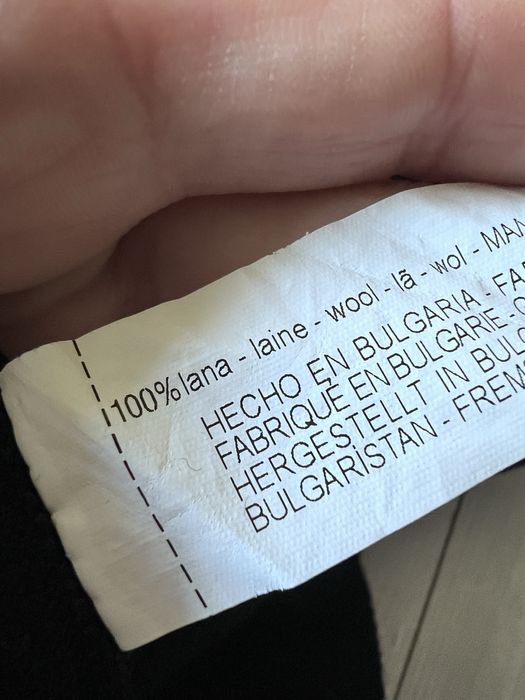 100% lana - laine - wool - lã - wol -
HECHO EN BULGARIA -
FABRIQUÉ EN BULGARIE -
HERGESTELLT IN
BULGARİSTAN -